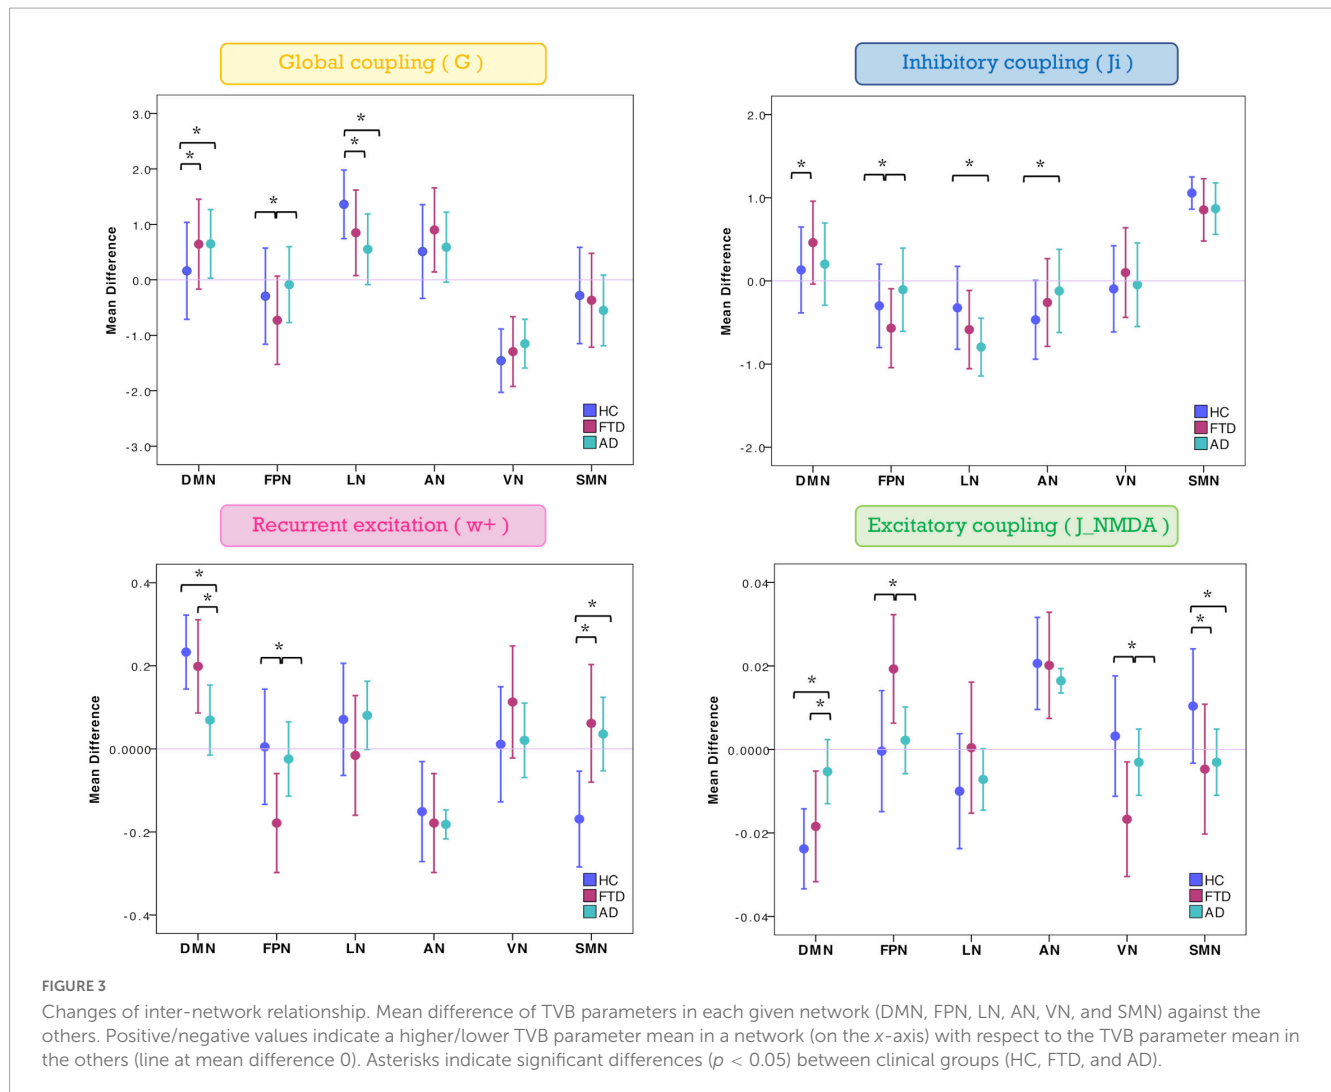 Global coupling ( G )
3.0
2.0
1.0
0.0
-1.0
-2.0
-3.0
Mean Difference
* * * * *
HC
FTD
AD
DMN FPN LN AN VN SMN
Inhibitory coupling ( Ji )
2.0
1.0
0.0
-1.0
-2.0
Mean Difference
* * * *
HC
FTD
AD
DMN FPN LN AN VN SMN
Recurrent excitation ( w+ )
0.4
0.2
0.0000
-0.2
-0.4
Mean Difference
* * * * *
HC
FTD
AD
DMN FPN LN AN VN SMN
Excitatory coupling ( J_NMDA )
0.04
0.02
0.0000
-0.02
-0.04
Mean Difference
* * * * * *
HC
FTD
AD
DMN FPN LN AN VN SMN
FIGURE 3
Changes of inter-network relationship. Mean difference of TVB parameters in each given network (DMN, FPN, LN, AN, VN, and SMN) against the
others. Positive/negative values indicate a higher/lower TVB parameter mean in a network (on the x-axis) with respect to the TVB parameter mean in
the others (line at mean difference 0). Asterisks indicate significant differences (p < 0.05) between clinical groups (HC, FTD, and AD).